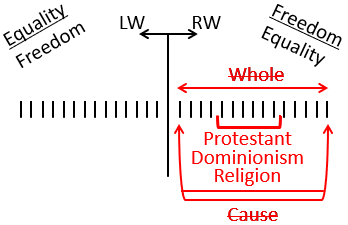 Equality
Freedom
LW
RW
Freedom
Equality
Whole
Protestant
Dominionism
Religion
Cause